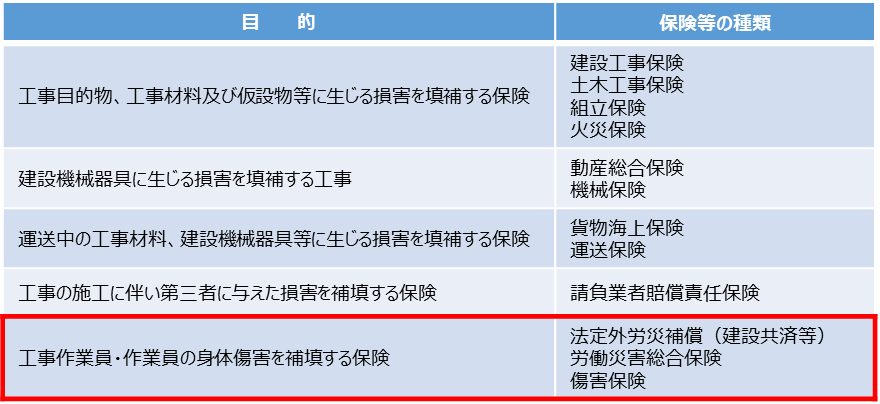 目　　的
保険等の種類
工事目的物、工事材料及び仮設物等に生じる損害を填補する保険
建設工事保険
土木工事保険
組立保険
火災保険
建設機械器具に生じる損害を填補する工事
動産総合保険
機械保険
運送中の工事材料、建設機械器具等に生じる損害を填補する保険
貨物海上保険
運送保険
工事の施工に伴い第三者に与えた損害を補填する保険
請負業者賠償責任保険
工事作業員・作業員の身体傷害を補填する保険
法定外労災補償（建設共済等）
労働災害総合保険
傷害保険